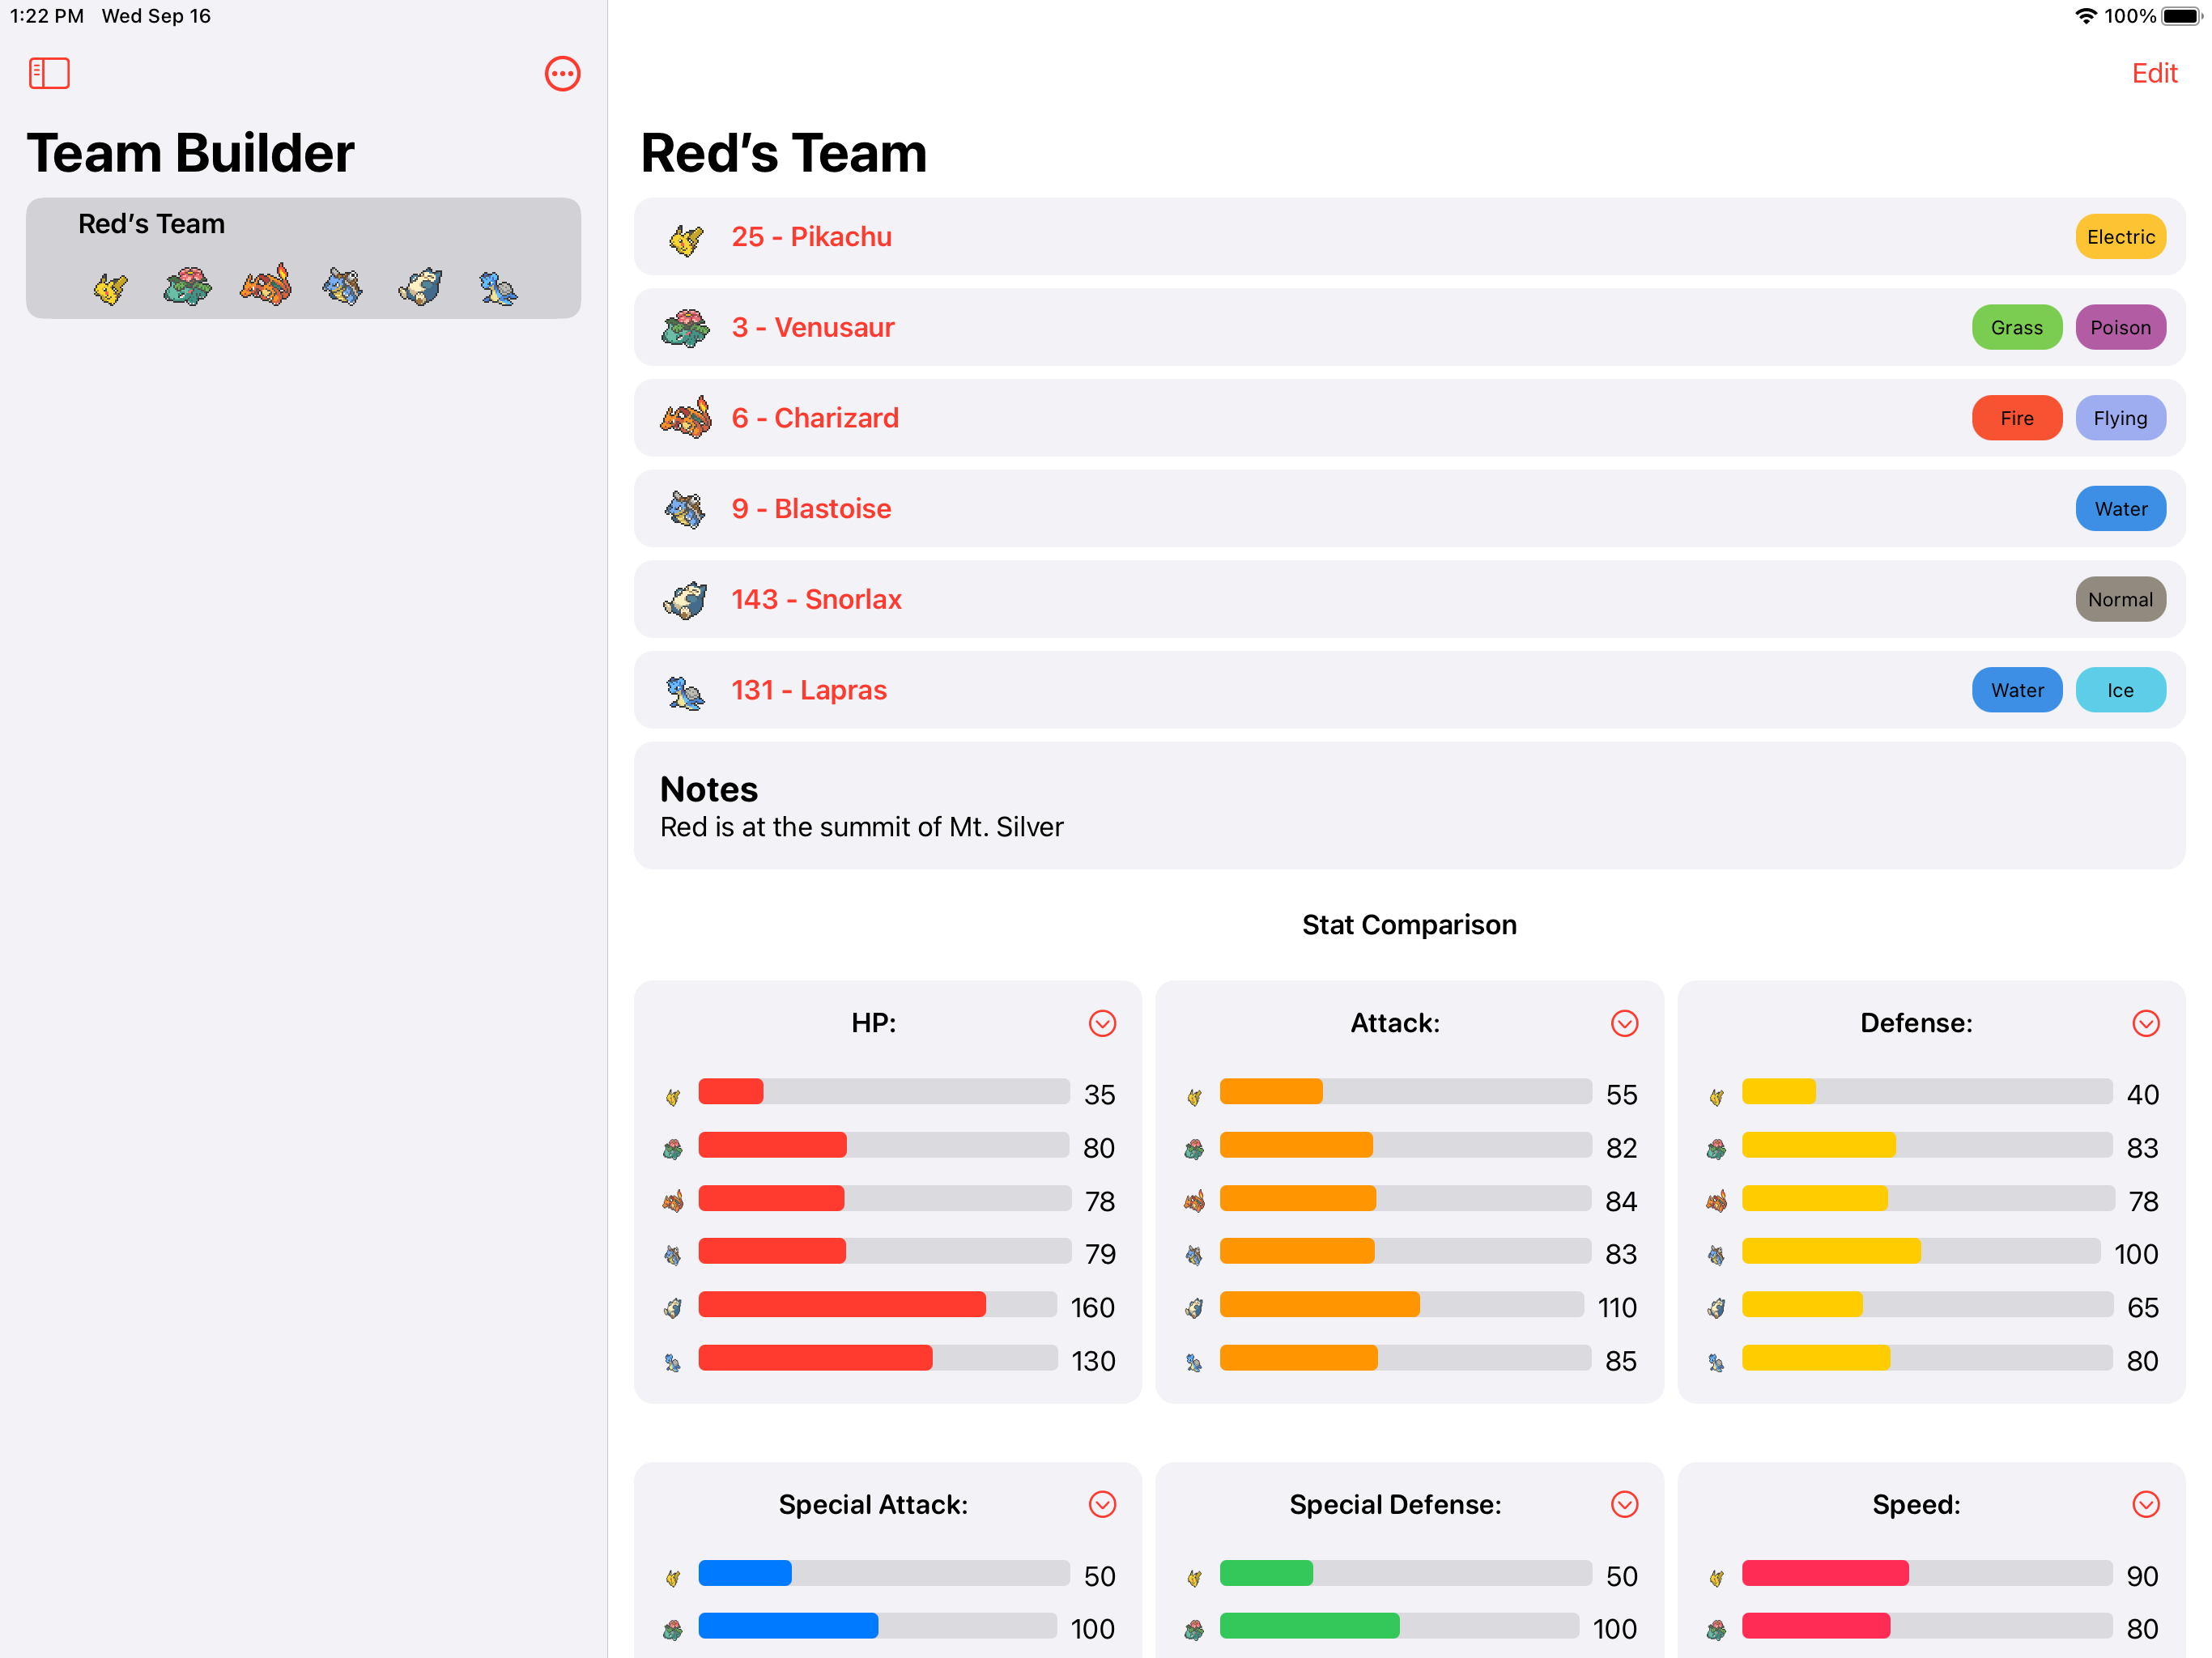 1:22 PM Wed Sep 16
100%
Edit
Team Builder
Red's Team
Red's Team
25 - Pikachu Electric
3 - Venusaur Grass Poison
6 - Charizard Fire Flying
9 - Blastoise Water
143 - Snorlax Normal
131 - Lapras Water Ice
Notes
Red is at the summit of Mt. Silver
Stat Comparison
HP:
35
80
78
79
160
130
Attack:
55
82
84
83
110
85
Defense:
40
83
78
100
65
80
Special Attack:
50
100
Special Defense:
50
100
Speed:
90
80